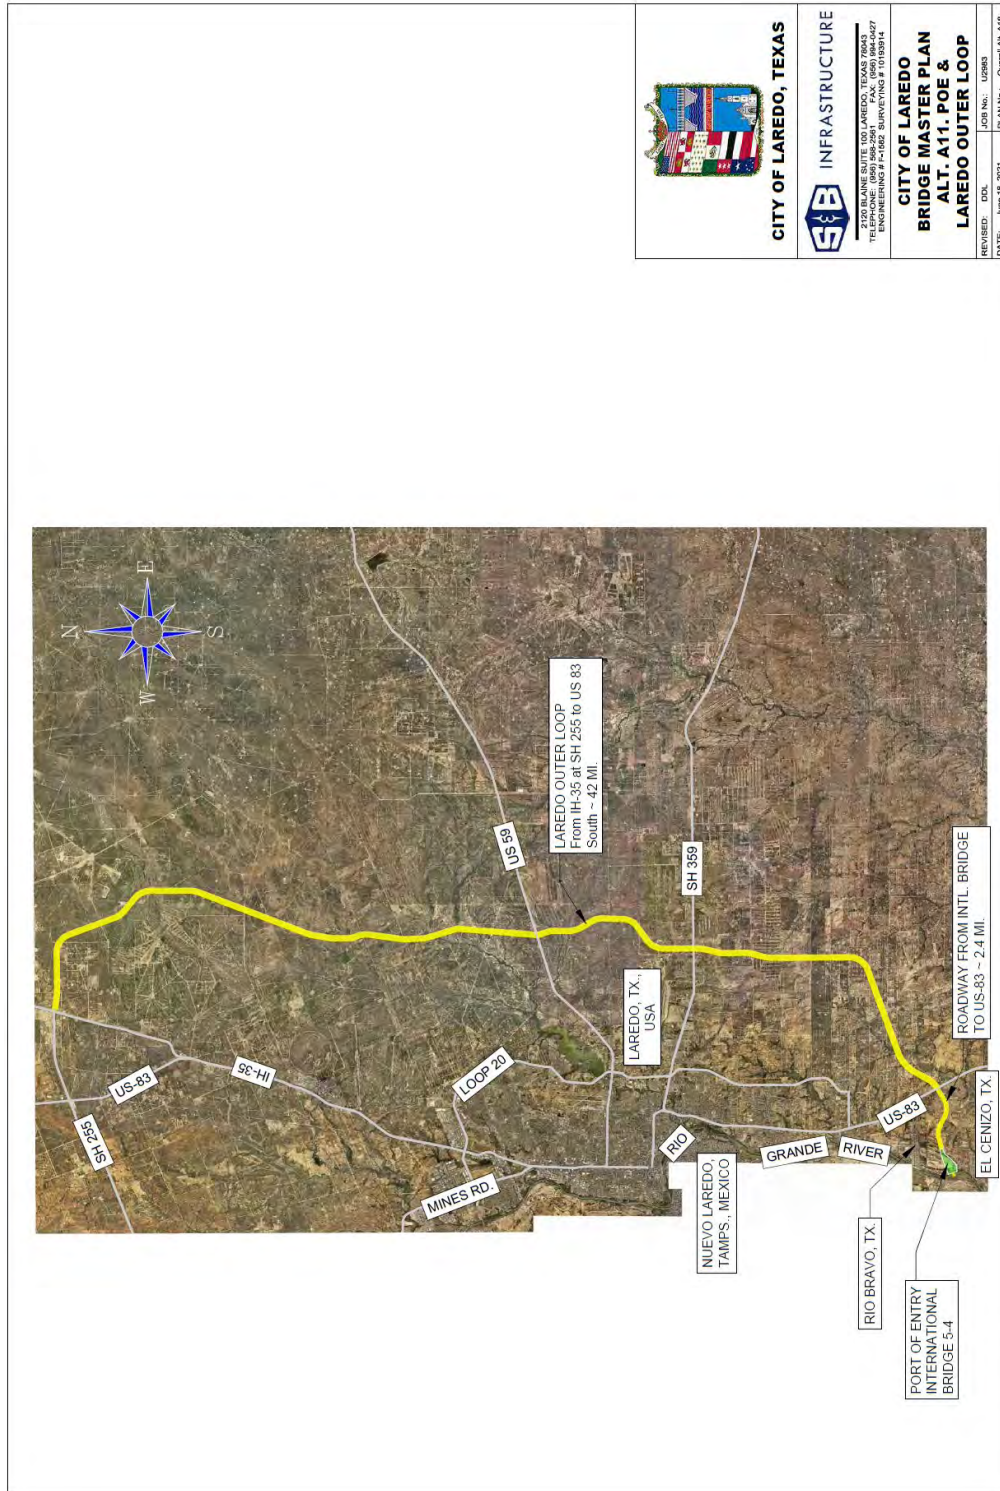 N
W
E
S
SH 255
US-83
IH-35
LOOP 20
MINES RD.
US 59
LAREDO OUTER LOOP
From IH-35 at SH 255 to US 83
South ~ 42 MI.
LAREDO, TX.,
USA
SH 359
RIO
GRANDE
RIVER
NUEVO LAREDO,
TAMPS., MEXICO
US-83
RIO BRAVO, TX.
PORT OF ENTRY
INTERNATIONAL
BRIDGE 5-4
ROADWAY FROM INTL. BRIDGE
TO US-83 ~ 2.4 MI.
EL CENIZO, TX.
CITY OF LAREDO, TEXAS
S&B INFRASTRUCTURE
2120 BLAINE SUITE 100 LAREDO, TEXAS 78043
TELEPHONE: (956) 568-2561 FAX: (956) 994-0427
ENGINEERING # F-1582 SURVEYING # 10193914
CITY OF LAREDO
BRIDGE MASTER PLAN
ALT. A11. POE &
LAREDO OUTER LOOP
REVISED: DDL
JOB No.: U2983